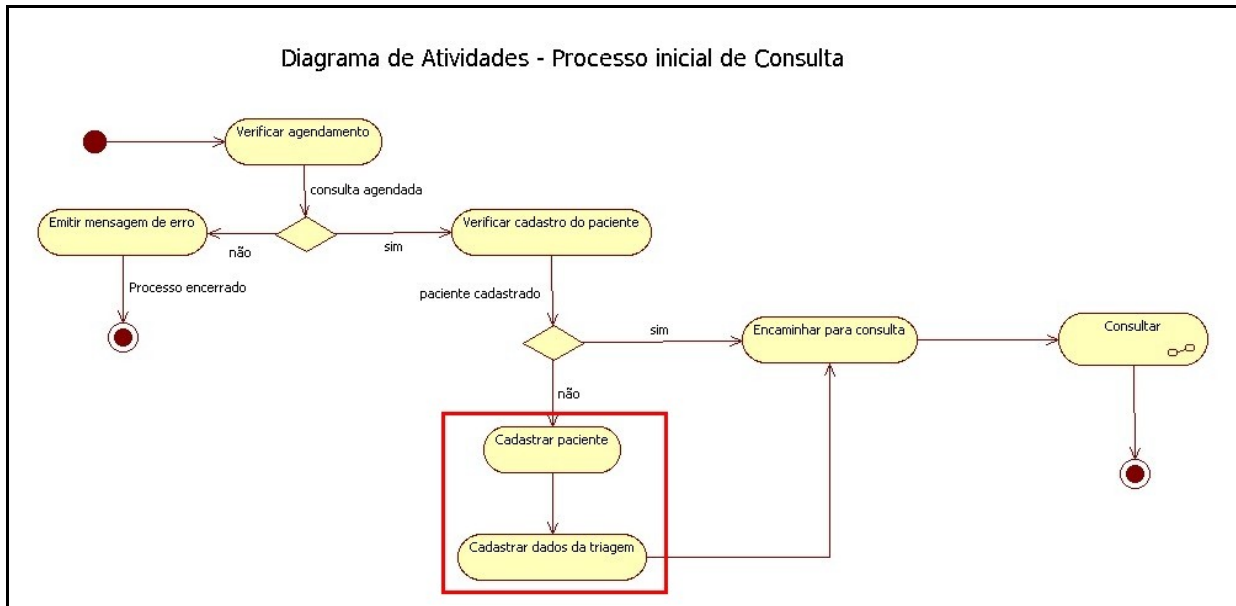 Diagrama de Atividades - Processo inicial de Consulta
Verificar agendamento
consulta agendada
Emitir mensagem de erro
não
sim
Verificar cadastro do paciente
Processo encerrado
paciente cadastrado
sim
Encaminhar para consulta
Consultar
não
Cadastrar paciente
Cadastrar dados da triagem